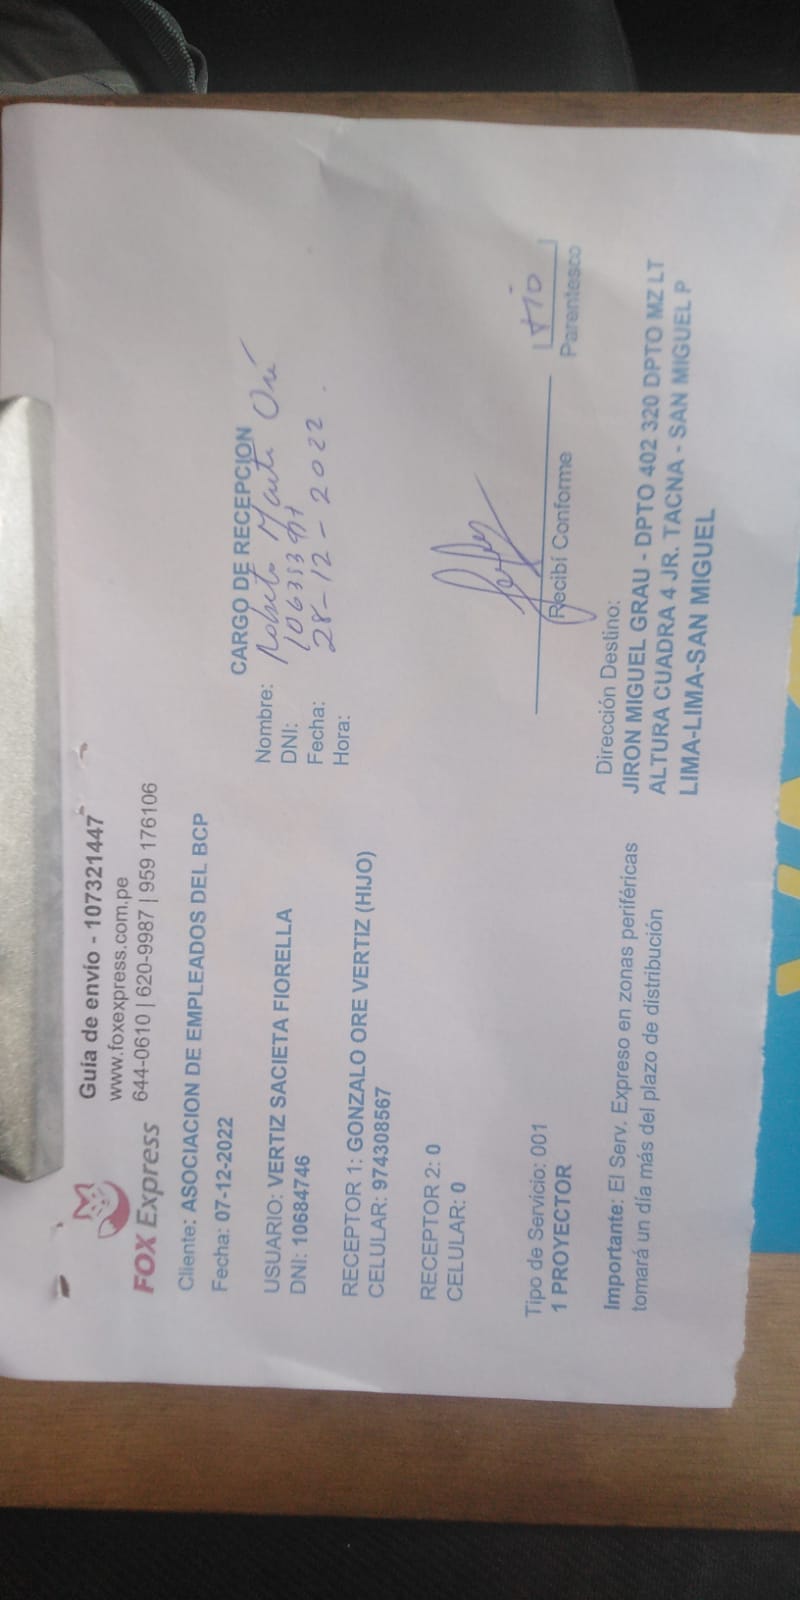 Guía de envío - 107321447
www.foxexpress.com.pe
FOX Express 644-0610 | 620-9987 | 959 176106
Cliente: ASOCIACION DE EMPLEADOS DEL BCP
Fecha: 07-12-2022
USUARIO: VERTIZ SACIETA FIORELLA
DNI: 10684746
RECEPTOR 1: GONZALO ORE VERTIZ (HIJO)
CELULAR: 974308567
RECEPTOR 2: 0
CELULAR: 0
Tipo de Servicio: 001
1 PROYECTOR
Importante: El Serv. Expreso en zonas periféricas
tomará un día más del plazo de distribución
CARGO DE RECEPCION
Nombre: Roberto Oré
DNI:
Fecha: 28-12-2022.
Hora:
Recibí Conforme
tio
Parentesco
Dirección Destino:
JIRON MIGUEL GRAU - DPTO 402 320 DPTO MZ LT
ALTURA CUADRA 4 JR. TACNA - SAN MIGUEL P
LIMA-LIMA-SAN MIGUEL